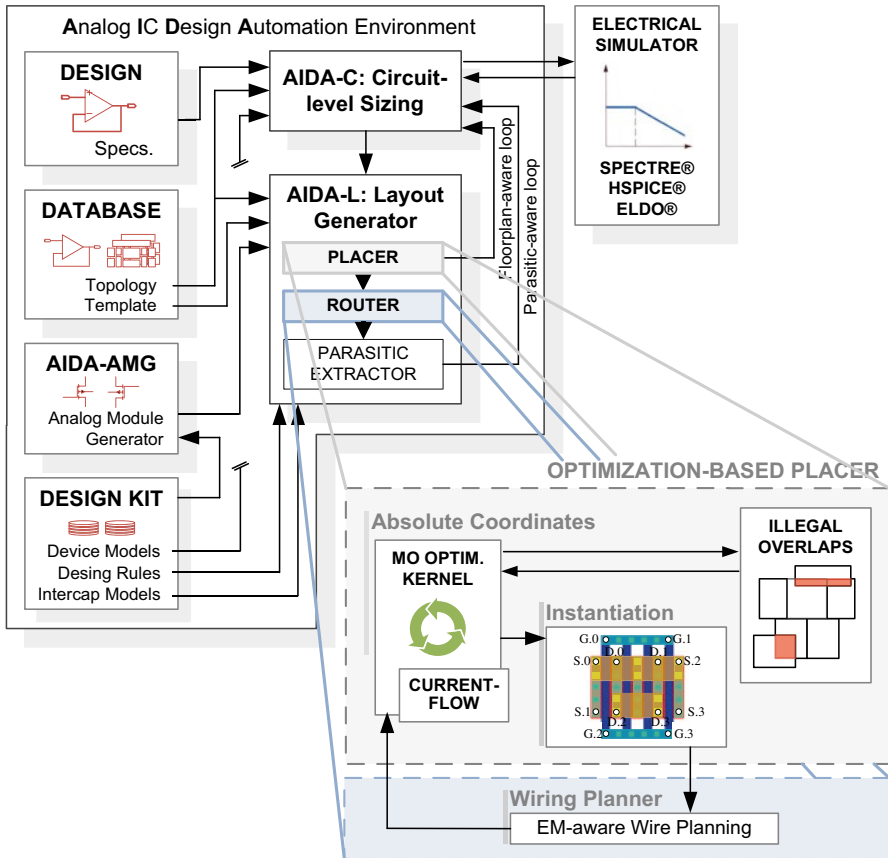 Analog IC Design Automation Environment
DESIGN
Specs.
DATABASE
Topology
Template
AIDA-AMG
Analog Module
Generator
DESIGN KIT
Device Models
Desing Rules
Intercap Models
AIDA-C: Circuit-
level Sizing
AIDA-L: Layout
Generator
PLACER
ROUTER
PARASITIC
EXTRACTOR
Floorplan-aware loop
Parasitic-aware loop
ELECTRICAL
SIMULATOR
SPECTRE®
HSPICE®
ELDO®
OPTIMIZATION-BASED PLACER
Absolute Coordinates
MO OPTIM.
KERNEL
CURRENT-
FLOW
ILLEGAL
OVERLAPS
Instantiation
G.0 G.1
D.0 D.1
S.0 S.2
S.1 S.3
D.2 D.3
G.2 G.3
Wiring Planner
EM-aware Wire Planning